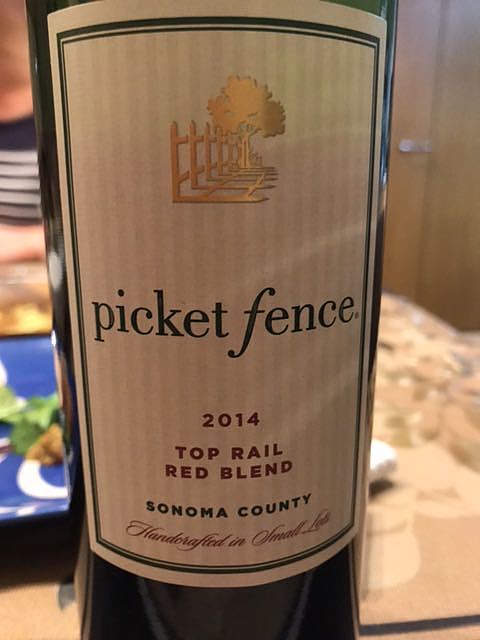 picket fence®
2014
TOP RAIL
RED BLEND
SONOMA COUNTY
Handcrafted in Small Lots